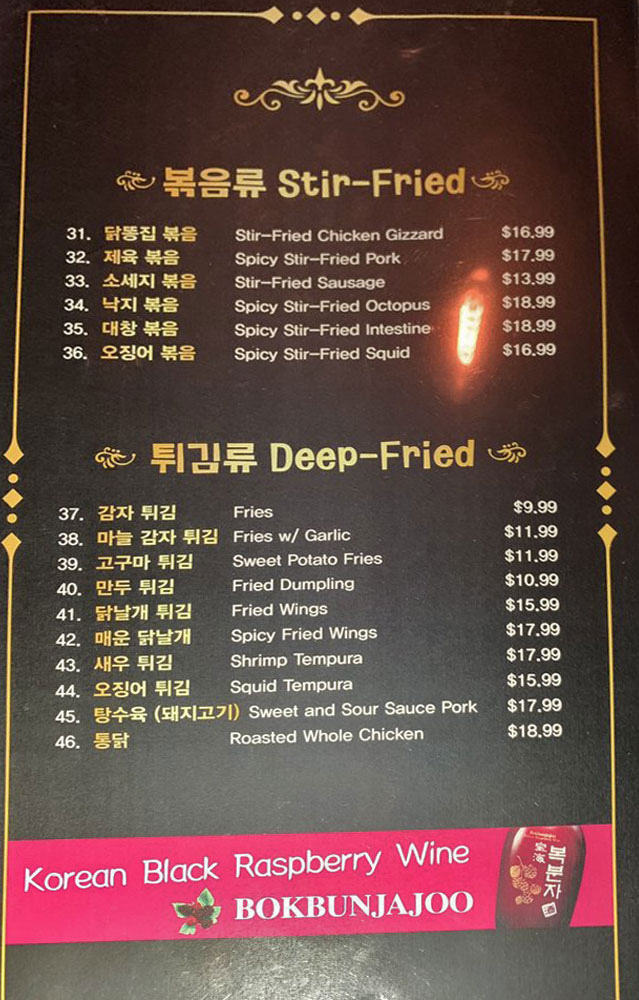 볶음류 Stir-Fried
31. 닭똥집 볶음 Stir-Fried Chicken Gizzard $16.99
32. 제육 볶음 Spicy Stir-Fried Pork $17.99
33. 소세지 볶음 Stir-Fried Sausage $13.99
34. 낙지 볶음 Spicy Stir-Fried Octopus $18.99
35. 대창 볶음 Spicy Stir-Fried Intestine $18.99
36. 오징어 볶음 Spicy Stir-Fried Squid $16.99
튀김류 Deep-Fried
37. 감자 튀김 Fries $9.99
38. 마늘 감자 튀김 Fries w/ Garlic $11.99
39. 고구마 튀김 Sweet Potato Fries $11.99
40. 만두 튀김 Fried Dumpling $10.99
41. 닭날개 튀김 Fried Wings $15.99
42. 매운 닭날개 Spicy Fried Wings $17.99
43. 새우 튀김 Shrimp Tempura $17.99
44. 오징어 튀김 Squid Tempura $15.99
45. 탕수육 (돼지고기) Sweet and Sour Sauce Pork $17.99
46. 통닭 Roasted Whole Chicken $18.99
Korean Black Raspberry Wine
BOKBUNJAJOO
복분자